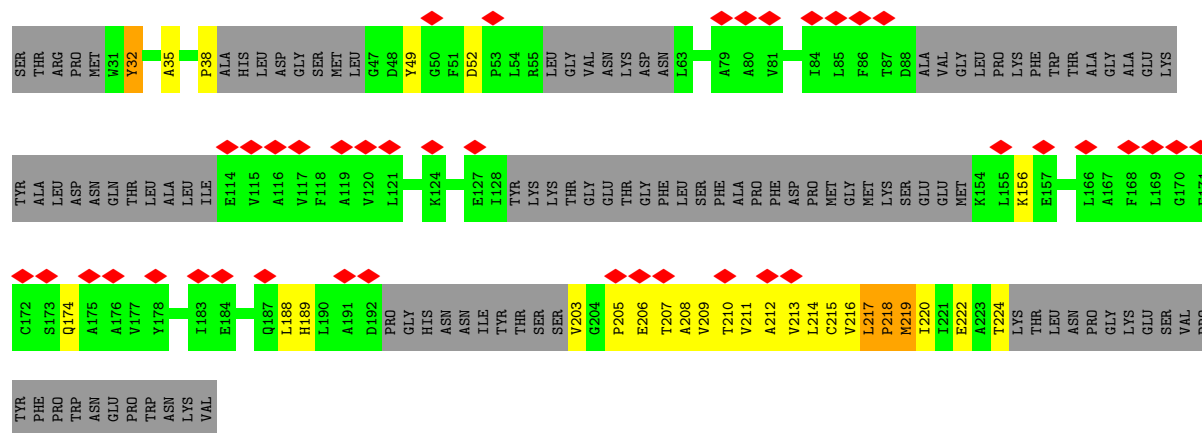 SER THR ARG PRO MET W31 Y32 A35 P38 ALA HIS LEU ASP GLY SER MET LEU G47 D48 Y49 G50 F51 D52 P53 L54 R55 LEU GLY VAL ASN LYS ASP ASN L63 A79 A80 V81 I84 L85 F86 T87 D88 ALA VAL GLY LEU PRO LYS PHE TRP THR ALA GLY ALA GLU LYS
TYR ALA LEU ASP ASN GLN THR LEU ALA LEU ILE E114 V115 A116 V117 F118 A119 V120 L121 K124 E127 I128 TYR LYS LYS THR GLY GLU THR GLY PHE LEU SER PHE ALA PRO PHE ASP PRO MET GLY MET LYS SER GLU GLU MET K154 L155 K156 E157 L166 A167 F168 L169 G170
C172 S173 Q174 A175 A176 V177 Y178 I183 E184 Q187 L188 H189 L190 A191 D192 PRO GLY HIS ASN ASN ILE TYR THR SER SER V203 G204 P205 E206 T207 A208 V209 T210 V211 A212 V213 L214 C215 V216 L217 P218 M219 I220 I221 E222 A223 T224 LYS THR LEU ASN PRO GLY LYS GLU SER VAL
TYR PHE PRO TRP ASN GLU PRO TRP ASN LYS VAL